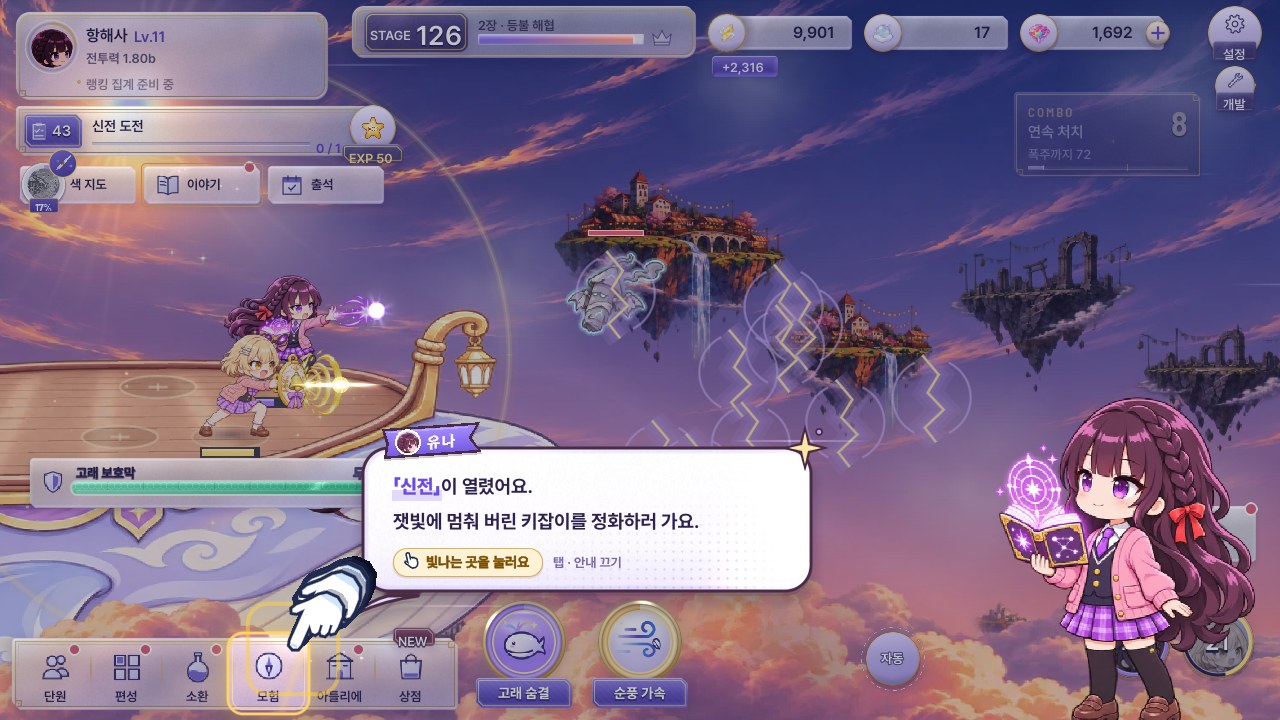 항해사 Lv.11
전투력 1.80b
랭킹 집계 준비 중
STAGE 126
2장 · 등불 해협
9,901
+2,316
17
1,692
설정
개발
43
신전 도전
0 / 1
EXP 50
색 지도
17%
이야기
출석
COMBO
연속 처치
8
폭주까지 72
고래 보호막
유나
「신전」이 열렸어요.
잿빛에 멈춰 버린 키잡이를 정화하러 가요.
빛나는 곳을 눌러요
탭 · 안내 끄기
단원
편성
소환
모험
아틀리에
NEW
상점
고래 숨결
순풍 가속
자동